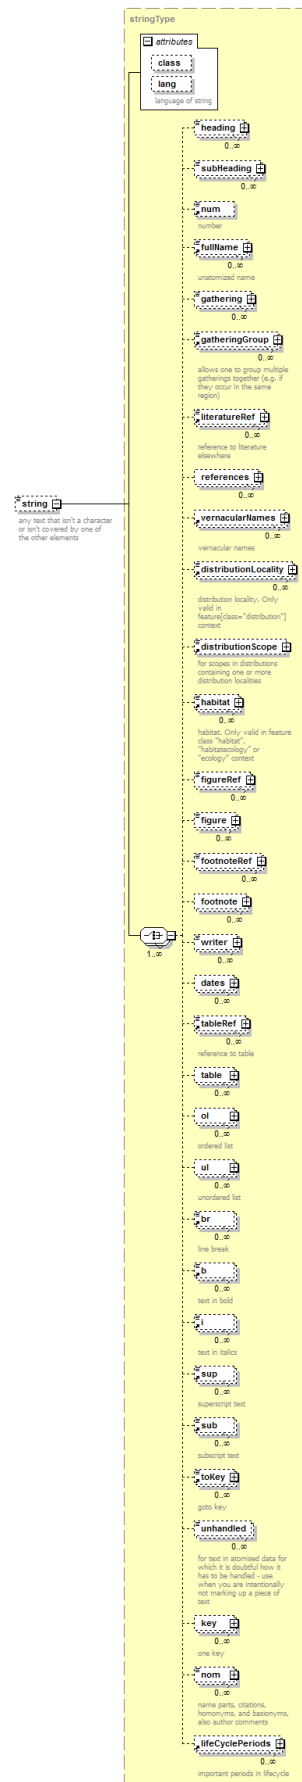 stringType
attributes
class
lang
language of string
heading
0..∞
subHeading
0..∞
num
number
fullName
0..∞
unatomized name
gathering
0..∞
gatheringGroup
0..∞
allows one to group multiple
gatherings together (e.g. if
they occur in the same
region)
literatureRef
0..∞
reference to literature
elsewhere
references
0..∞
string
any text that isn't a character
or isn't covered by one of
the other elements
vernacularNames
0..∞
vernacular names
distributionLocality
0..∞
distribution locality. Only
valid in
feature[class="distribution"]
context
distributionScope
for scopes in distributions
containing one or more
distribution localities
habitat
0..∞
habitat. Only valid in feature
class "habitat",
"habitatecology" or
"ecology" context
figureRef
0..∞
figure
0..∞
footnoteRef
0..∞
footnote
0..∞
writer
0..∞
1..∞
dates
0..∞
tableRef
0..∞
reference to table
table
0..∞
ol
0..∞
ordered list
ul
0..∞
unordered list
br
0..∞
line break
b
0..∞
text in bold
i
0..∞
text in italics
sup
0..∞
superscript text
sub
0..∞
subscript text
toKey
0..∞
goto key
unhandled
0..∞
for text in atomised data for
which it is doubtful how it
has to be handled - use
when you are intentionally
not marking up a piece of
text
key
0..∞
one key
nom
0..∞
name parts, citations,
homonyms, and basionyms,
also author comments
lifeCyclePeriods
0..∞
important periods in lifecycle